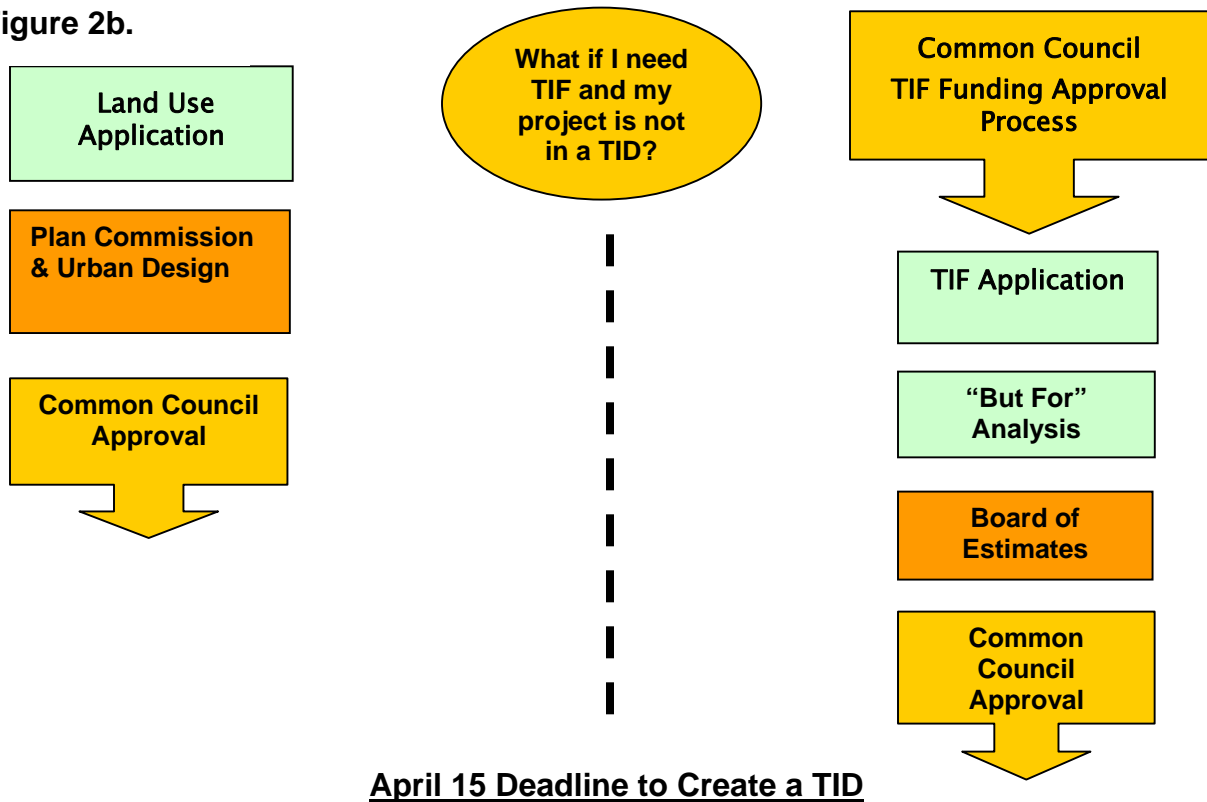 igure 2b.
Land Use
Application
Plan Commission
& Urban Design
Common Council
Approval
What if I need
TIF and my
project is not
in a TID?
Common Council
TIF Funding Approval
Process
TIF Application
“But For”
Analysis
Board of
Estimates
Common
Council
Approval
April 15 Deadline to Create a TID